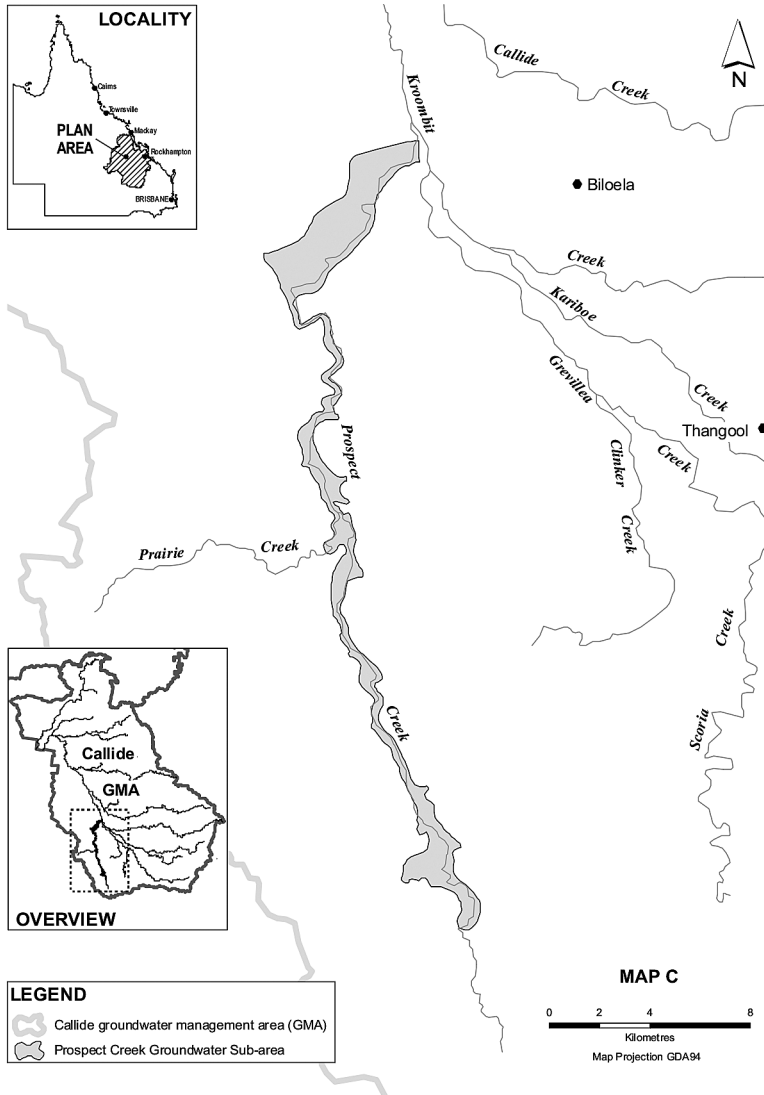 LOCALITY
Cairns
Townsville
Mackay
PLAN
AREA
Rockhampton
BRISBANE
Callide
Creek
Kroombit
N
Biloela
Creek
Kariboe
Grevillea
Creek
Thangool
Prospect
Clinker
Creek
Creek
Prairie
Creek
Creek
Scoria
Creek
Callide
GMA
OVERVIEW
MAP C
LEGEND
Callide groundwater management area (GMA)
Prospect Creek Groundwater Sub-area
0 2 4 8
Kilometres
Map Projection GDA94